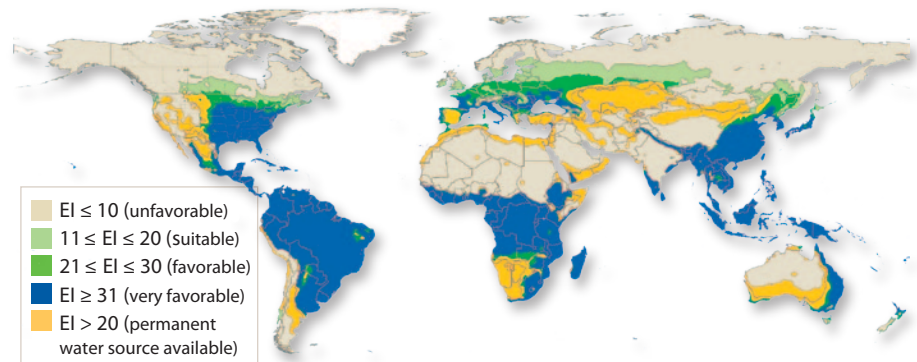 EI ≤ 10 (unfavorable)
11 ≤ EI ≤ 20 (suitable)
21 ≤ EI ≤ 30 (favorable)
EI ≥ 31 (very favorable)
EI > 20 (permanent
water source available)